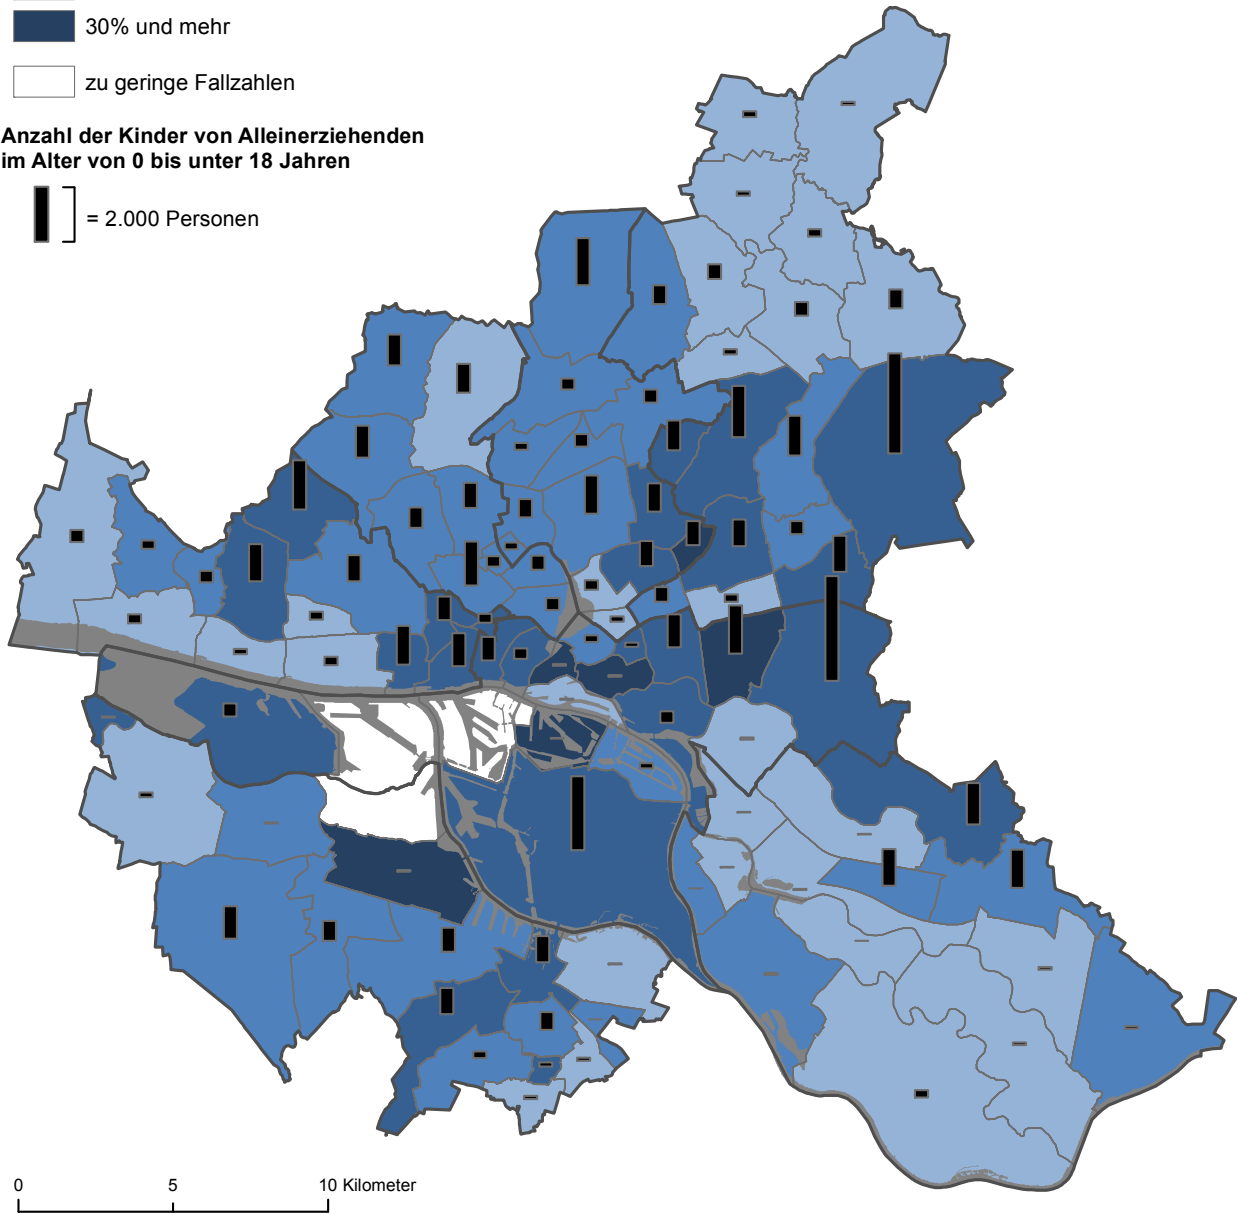 30% und mehr
zu geringe Fallzahlen
Anzahl der Kinder von Alleinerziehenden
im Alter von 0 bis unter 18 Jahren
= 2.000 Personen
0 5 10 Kilometer